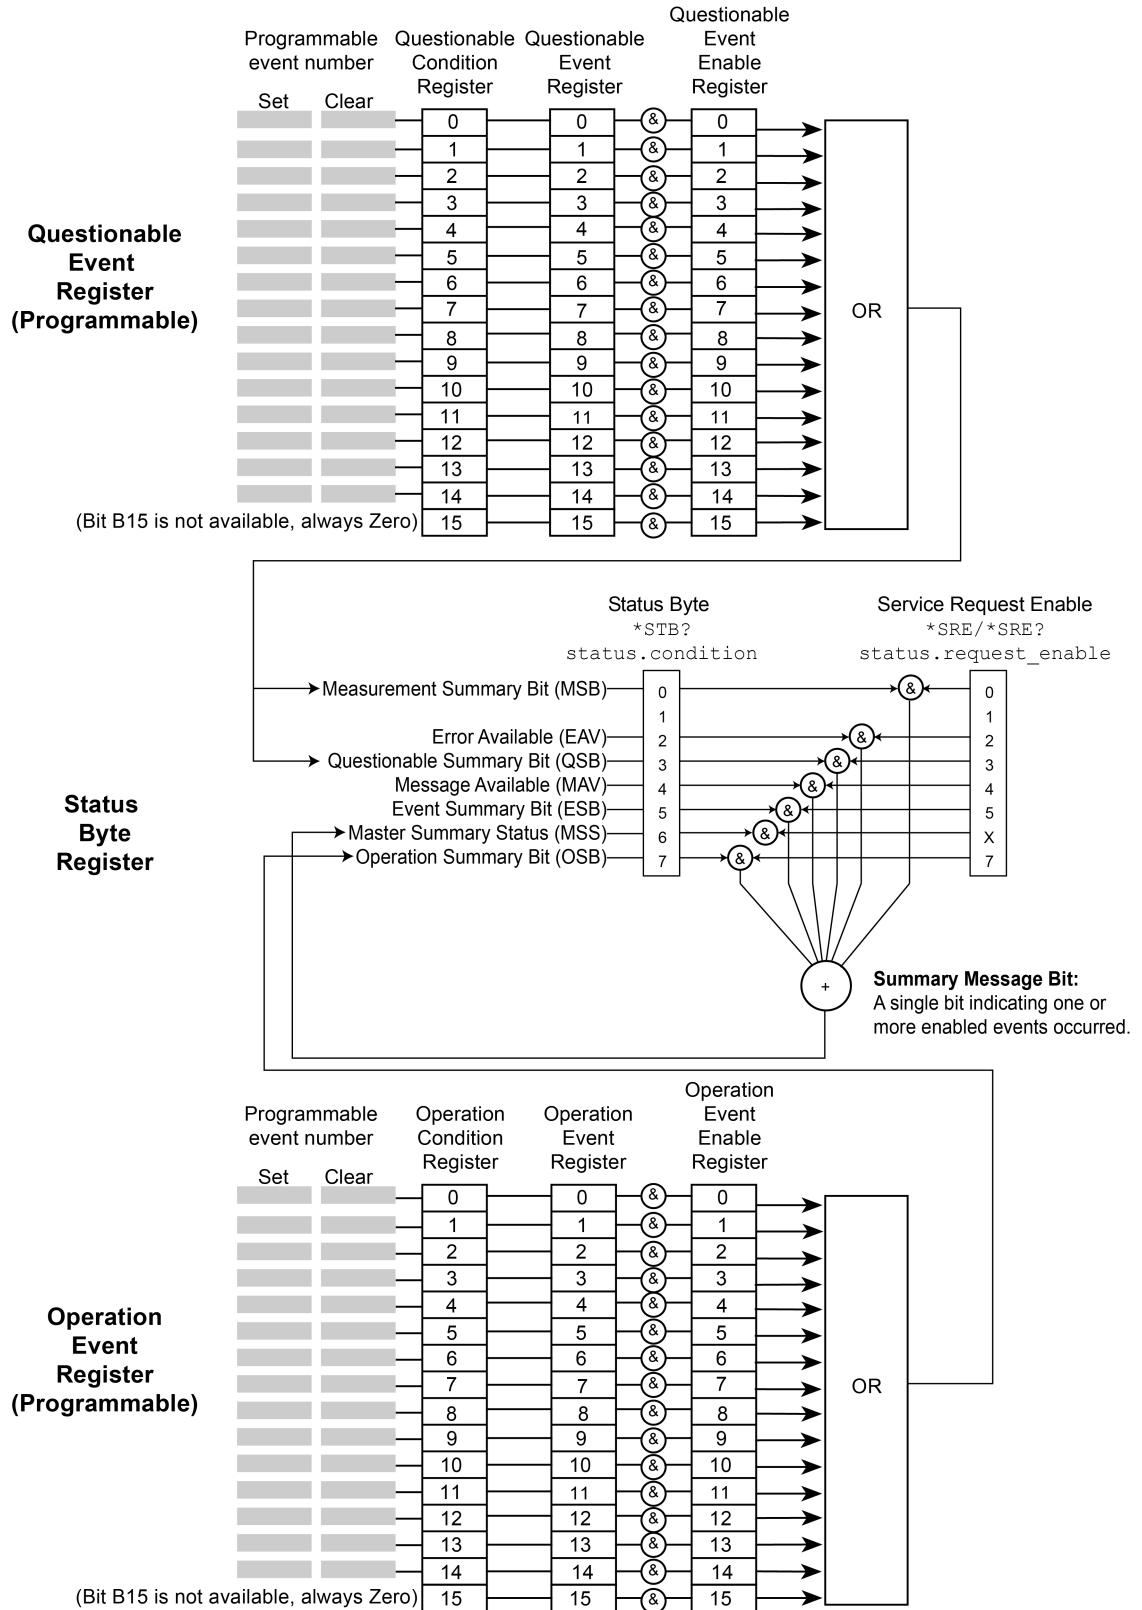 Programmable
event number
Set Clear
Questionable
Condition
Register
Questionable
Event
Register
Questionable
Event
Enable
Register
Questionable
Event
Register
(Programmable)
0 0 & 0
1 1 & 1
2 2 & 2
3 3 & 3
4 4 & 4
5 5 & 5
6 6 & 6
7 7 & 7
8 8 & 8
9 9 & 9
10 10 & 10
11 11 & 11
12 12 & 12
13 13 & 13
14 14 & 14
(Bit B15 is not available, always Zero) 15 15 & 15
OR
Status Byte
*STB?
status.condition
Service Request Enable
*SRE/*SRE?
status.request_enable
Status
Byte
Register
Measurement Summary Bit (MSB) 0 & 0
1 1
Error Available (EAV) 2 & 2
Questionable Summary Bit (QSB) 3 & 3
Message Available (MAV) 4 & 4
Event Summary Bit (ESB) 5 & 5
Master Summary Status (MSS) 6 & X
Operation Summary Bit (OSB) 7 & 7
+
Summary Message Bit:
A single bit indicating one or
more enabled events occurred.
Programmable
event number
Set Clear
Operation
Condition
Register
Operation
Event
Register
Operation
Event
Enable
Register
Operation
Event
Register
(Programmable)
0 0 & 0
1 1 & 1
2 2 & 2
3 3 & 3
4 4 & 4
5 5 & 5
6 6 & 6
7 7 & 7
8 8 & 8
9 9 & 9
10 10 & 10
11 11 & 11
12 12 & 12
13 13 & 13
14 14 & 14
(Bit B15 is not available, always Zero) 15 15 & 15
OR